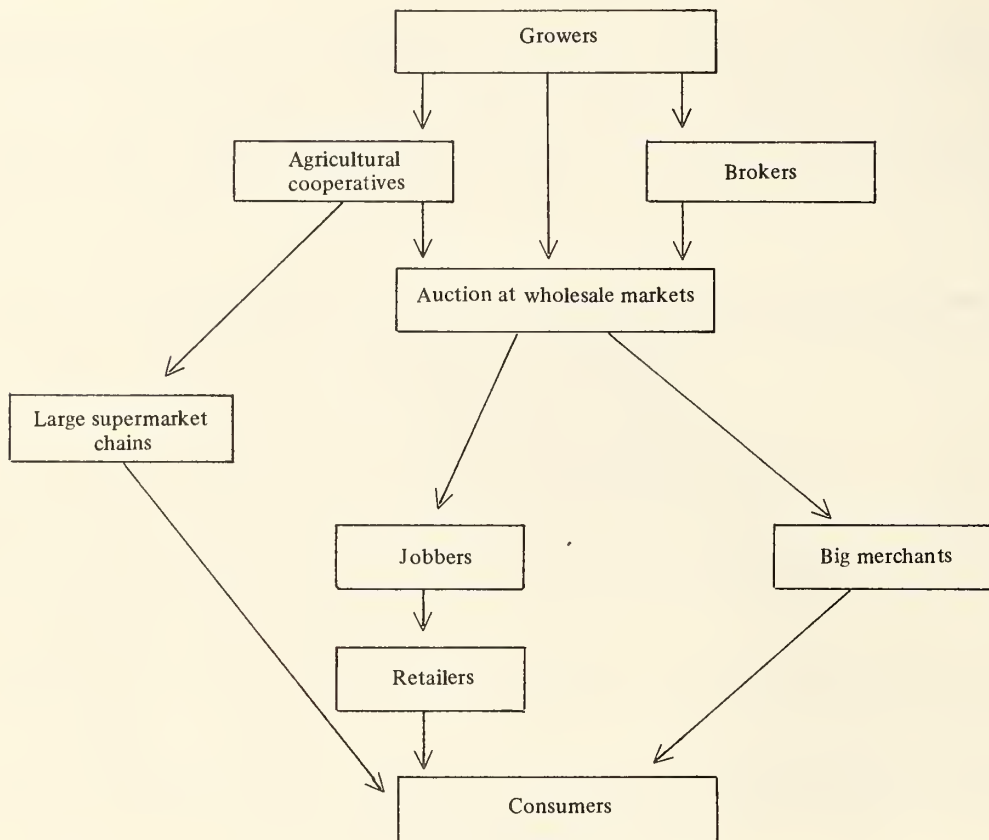 Growers
Agricultural
cooperatives
Brokers
Auction at wholesale markets
Large supermarket
chains
Jobbers
Big merchants
Retailers
Consumers